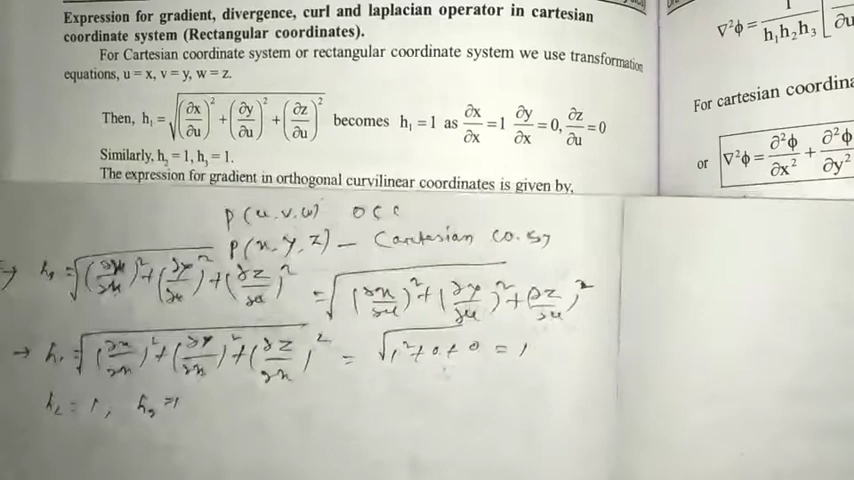 Expression for gradient, divergence, curl and laplacian operator in cartesian
coordinate system (Rectangular coordinates).
For Cartesian coordinate system or rectangular coordinate system we use transformation
equations, u = x, v = y, w = z.
Then, h₁ = √((∂x/∂u)² + (∂y/∂u)² + (∂z/∂u)²) becomes h₁ = 1 as ∂x/∂x = 1 ∂y/∂x = 0, ∂z/∂u = 0
Similarly, h₂ = 1, h₃ = 1.
The expression for gradient in orthogonal curvilinear coordinates is given by,
∇²φ = 1/(h₁h₂h₃) [
∂u
For cartesian coordina
or ∇²φ = ∂²φ/∂x² + ∂²φ/∂y²
P(u, v, w) OCC
P(x, y, z) – Cartesian co. sy
= √((∂x/∂u)² + (∂y/∂u)² + (∂z/∂u)²)
→ h₁ = √((∂x/∂x)² + (∂y/∂x)² + (∂z/∂x)²) = √(1² + 0 + 0) = 1
h₂ = 1, h₃ = 1